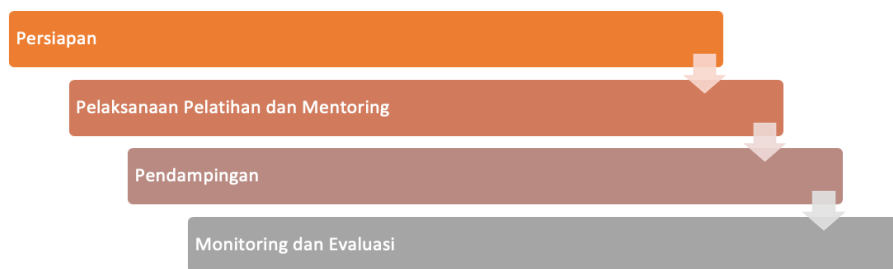 Persiapan
Pelaksanaan Pelatihan dan Mentoring
Pendampingan
Monitoring dan Evaluasi